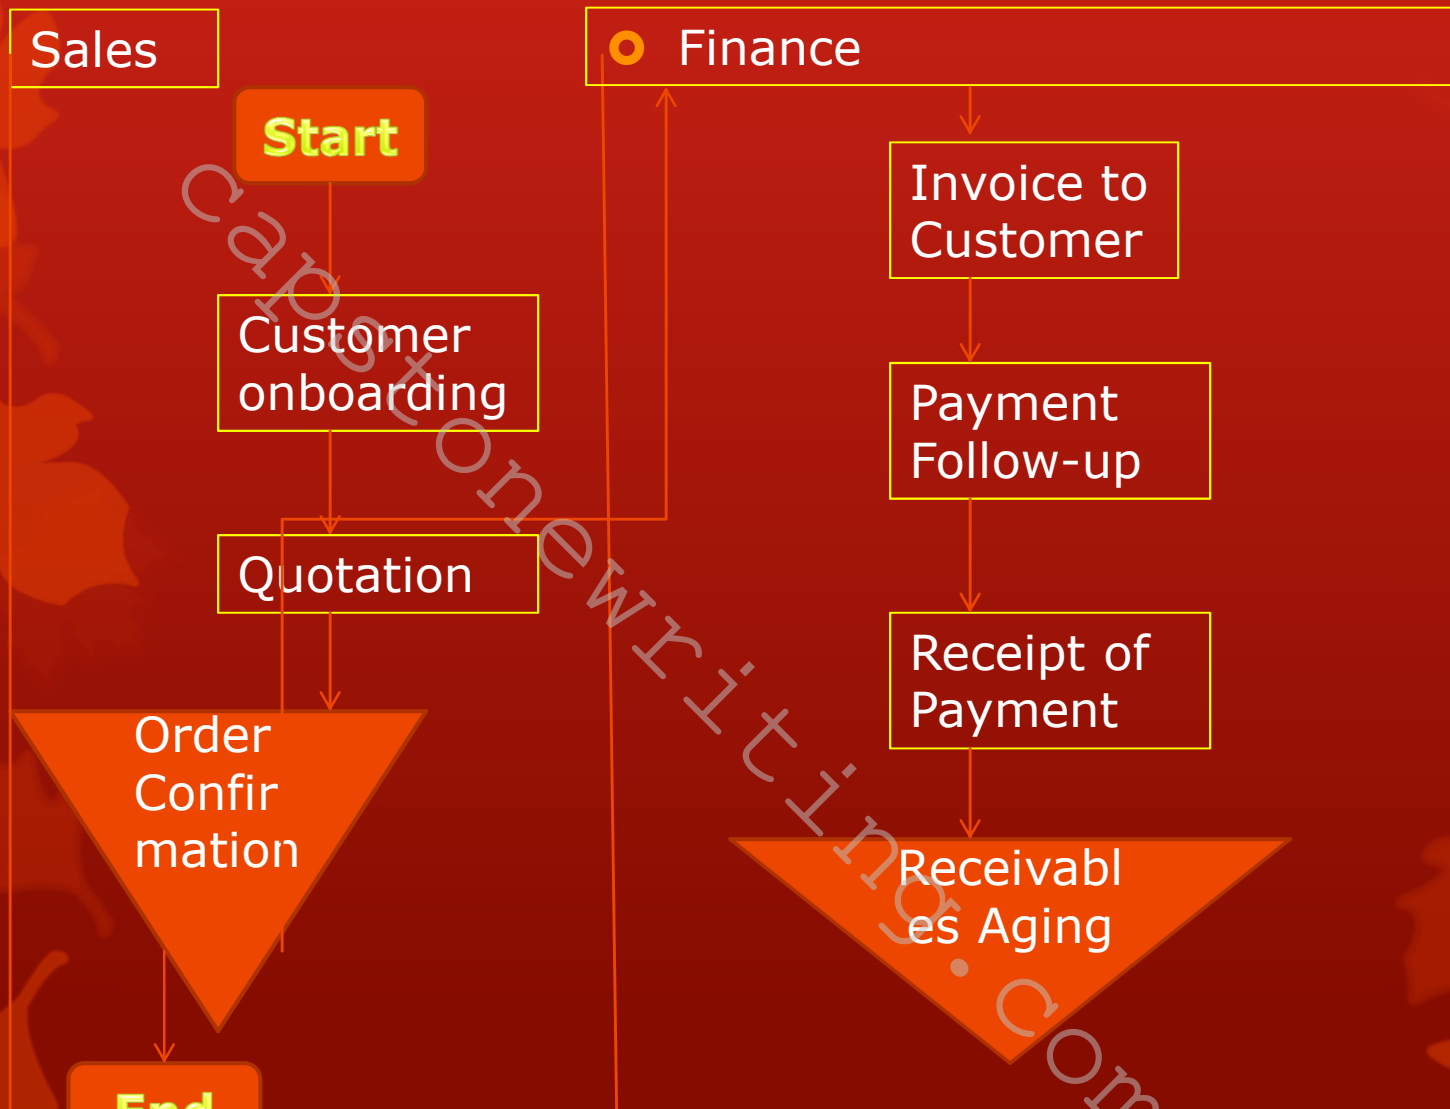 Sales
Finance
Start
Customer
onboarding
Quotation
Order
Confir
mation
End
Invoice to
Customer
Payment
Follow-up
Receipt of
Payment
Receivabl
es Aging
capstonewriting.com